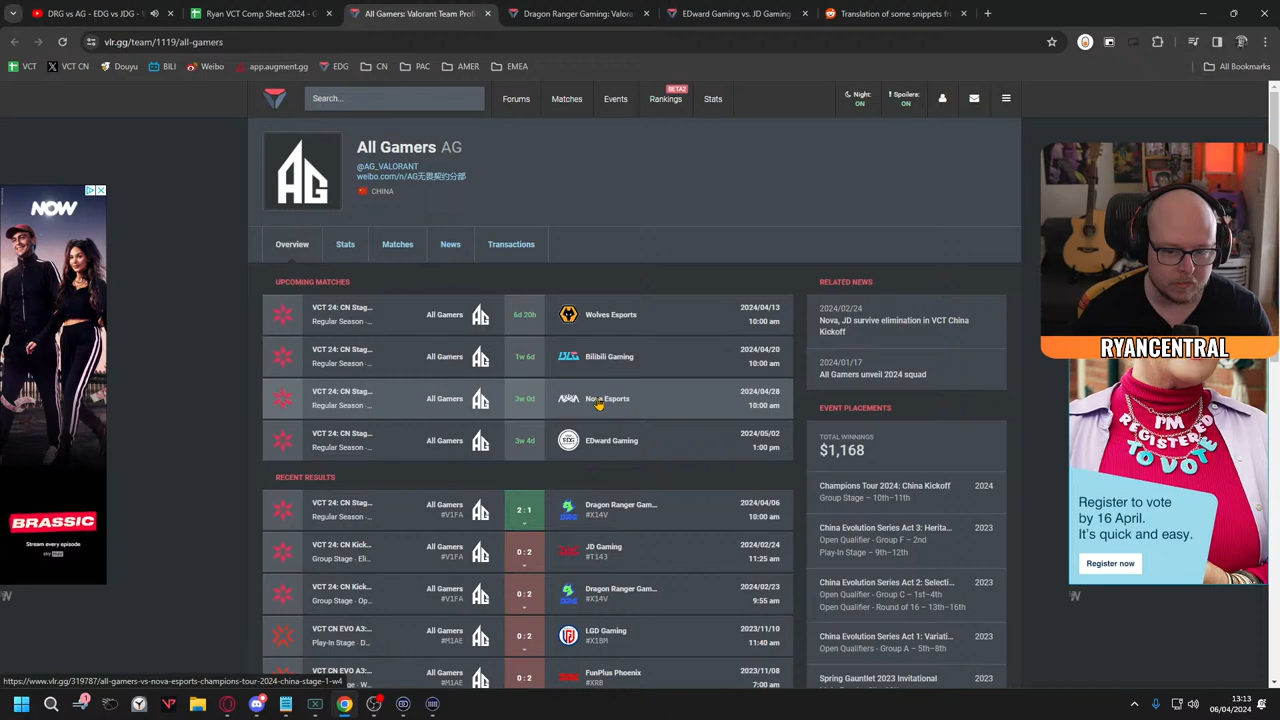 DRG vs AG - VCT CN Stage
Ryan VCT Comp Sheet 2024 - G
All Gamers: Valorant Team Profi
Dragon Ranger Gaming: Valora
EDward Gaming vs. JD Gaming
Translation of some snippets fr
vlr.gg/team/1119/all-gamers
VCT
VCT CN
Douyu
BILI
Weibo
app.augment.gg
EDG
CN
PAC
AMER
EMEA
All Bookmarks
Search...
Forums
Matches
Events
BETA2
Rankings
Stats
Night:
ON
Spoilers:
ON
All Gamers AG
@AG_VALORANT
weibo.com/n/AG无畏契约分部
CHINA
Overview
Stats
Matches
News
Transactions
UPCOMING MATCHES
VCT 24: CN Stag...
Regular Season -...
All Gamers
6d 20h
Wolves Esports
2024/04/13
10:00 am
VCT 24: CN Stag...
Regular Season -...
All Gamers
1w 6d
Bilibili Gaming
2024/04/20
10:00 am
VCT 24: CN Stag...
Regular Season -...
All Gamers
3w 0d
Nova Esports
2024/04/28
10:00 am
VCT 24: CN Stag...
Regular Season -...
All Gamers
3w 4d
EDward Gaming
2024/05/02
1:00 pm
RECENT RESULTS
VCT 24: CN Stag...
Regular Season -...
All Gamers
#V1FA
2 : 1
Dragon Ranger Gam...
#X14V
2024/04/06
10:00 am
VCT 24: CN Kick...
Group Stage - Eli...
All Gamers
#V1FA
0 : 2
JD Gaming
#T143
2024/02/24
11:25 am
VCT 24: CN Kick...
Group Stage - Op...
All Gamers
#V1FA
0 : 2
Dragon Ranger Gam...
#X14V
2024/02/23
9:55 am
VCT CN EVO A3:...
Play-In Stage - D...
All Gamers
#M1AE
0 : 2
LGD Gaming
#X18M
2023/11/10
11:40 am
VCT CN EVO A3:...
Play-In Stage - ...
All Gamers
#M1AE
0 : 2
FunPlus Phoenix
#XRB
2023/11/08
7:00 am
RELATED NEWS
2024/02/24
Nova, JD survive elimination in VCT China
Kickoff
2024/01/17
All Gamers unveil 2024 squad
EVENT PLACEMENTS
TOTAL WINNINGS
$1,168
Champions Tour 2024: China Kickoff
Group Stage – 10th–11th
2024
China Evolution Series Act 3: Herita...
Open Qualifier - Group F – 2nd
Play-In Stage – 9th–12th
2023
China Evolution Series Act 2: Selecti...
Open Qualifier - Group C – 1st–4th
Open Qualifier - Round of 16 – 13th–16th
2023
China Evolution Series Act 1: Variati...
Open Qualifiers - Group A – 5th–8th
2023
Spring Gauntlet 2023 Invitational
2023
NOW
BRASSIC
Stream every episode
sky max
RYANCENTRAL
I'M
REGISTERED
TO VOTE
Register to vote
by 16 April.
It's quick and easy.
Register now
https://www.vlr.gg/319787/all-gamers-vs-nova-esports-champions-tour-2024-china-stage-1-w4
13:13
06/04/2024